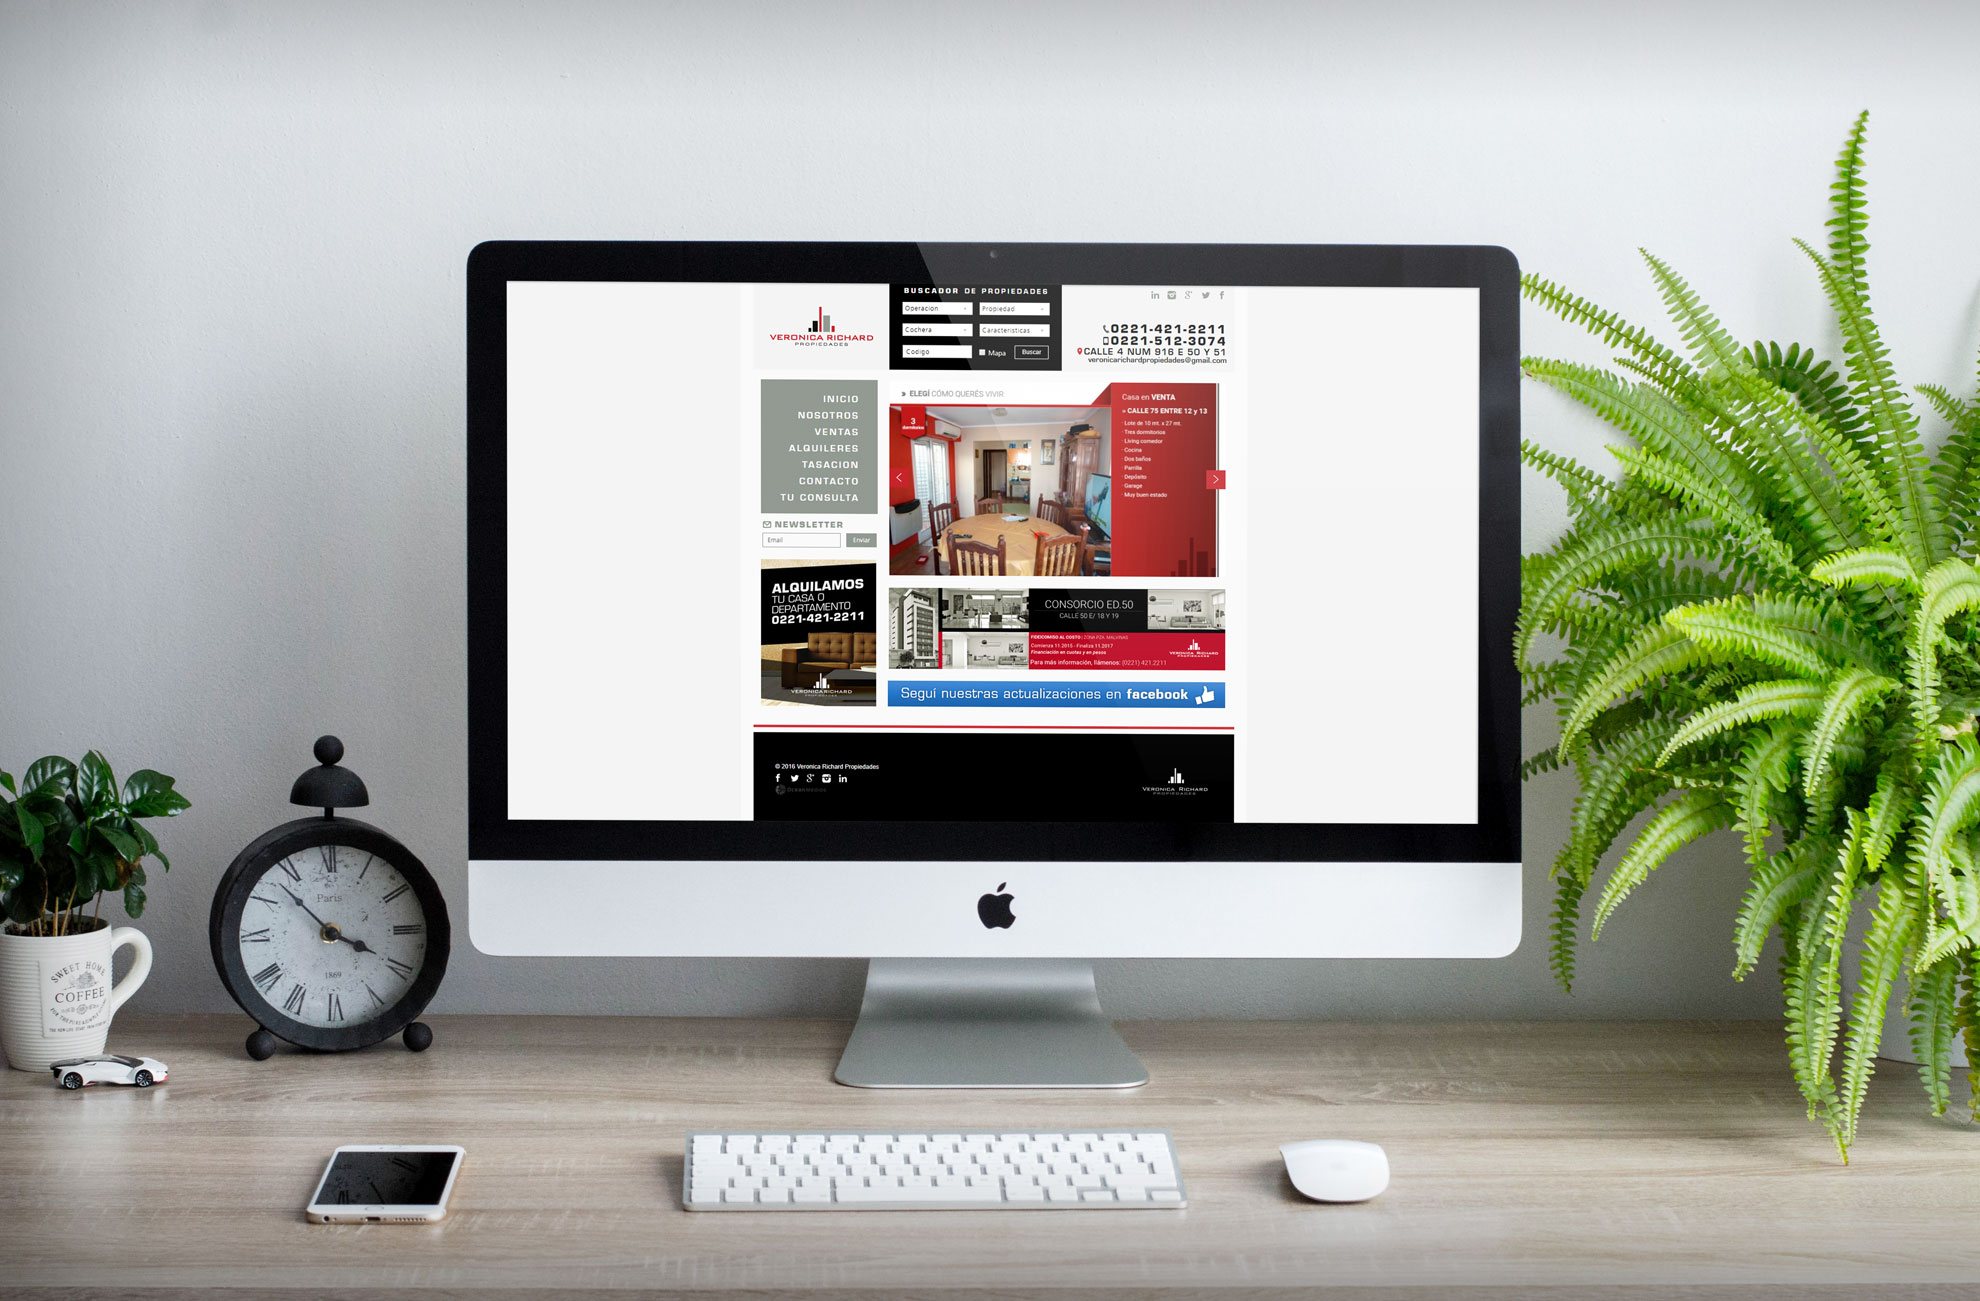 VERONICA RICHARD
PROPIEDADES
BUSCADOR DE PROPIEDADES
Operacion
Propiedad
Cochera
Caracteristicas
Codigo
Mapa
Buscar
0221-421-2211
0221-512-3074
CALLE 4 NUM 916 E 50 Y 51
veronicarichardpropiedades@gmail.com
INICIO
NOSOTROS
VENTAS
ALQUILERES
TASACION
CONTACTO
TU CONSULTA
NEWSLETTER
Email
Enviar
ALQUILAMOS
TU CASA O
DEPARTAMENTO
0221-421-2211
VERONICA RICHARD
PROPIEDADES
» ELEGÍ CÓMO QUERÉS VIVIR
3
dormitorios
Casa en VENTA
» CALLE 75 ENTRE 12 y 13
· Lote de 10 mt. x 27 mt.
· Tres dormitorios
· Living comedor
· Cocina
· Dos baños
· Parrilla
· Depósito
· Garage
· Muy buen estado
CONSORCIO ED.50
CALLE 50 E/ 18 Y 19
FIDEICOMISO AL COSTO | ZONA PZA. MALVINAS
Comienza 11.2015 - Finaliza 11.2017
Financiación en cuotas y en pesos
Para más información, llámenos: (0221) 421.2211
VERONICA RICHARD
PROPIEDADES
Seguí nuestras actualizaciones en facebook
© 2016 Veronica Richard Propiedades
VERONICA RICHARD
PROPIEDADES
Paris
1869
SWEET HOME
COFFEE